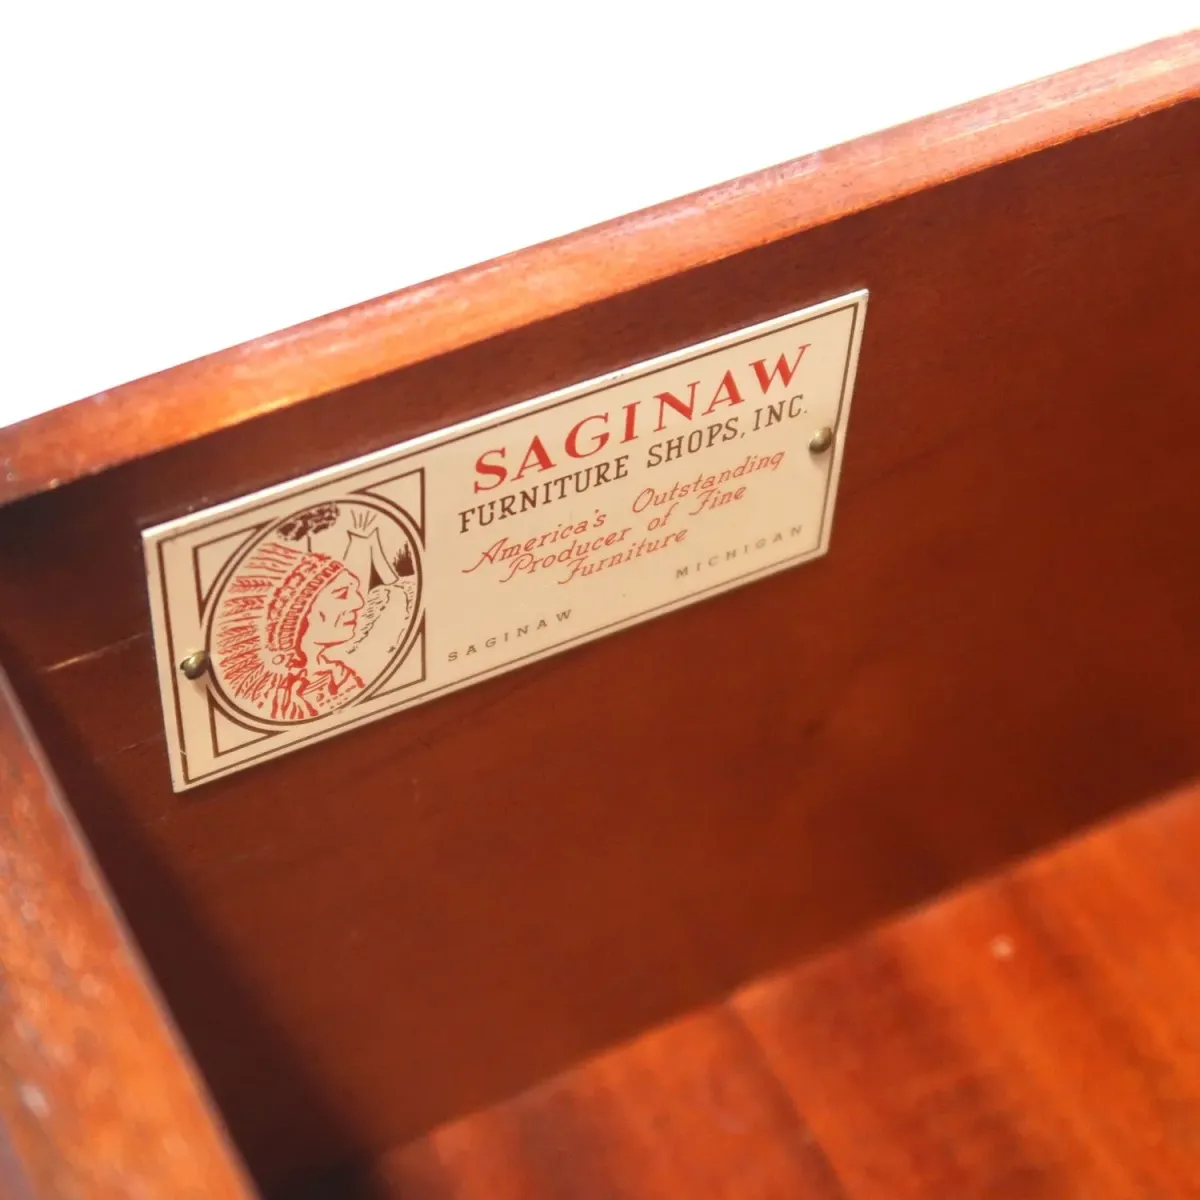 SAGINAW
FURNITURE SHOPS, INC.
America's Outstanding
Producer of Fine
Furniture
SAGINAW MICHIGAN